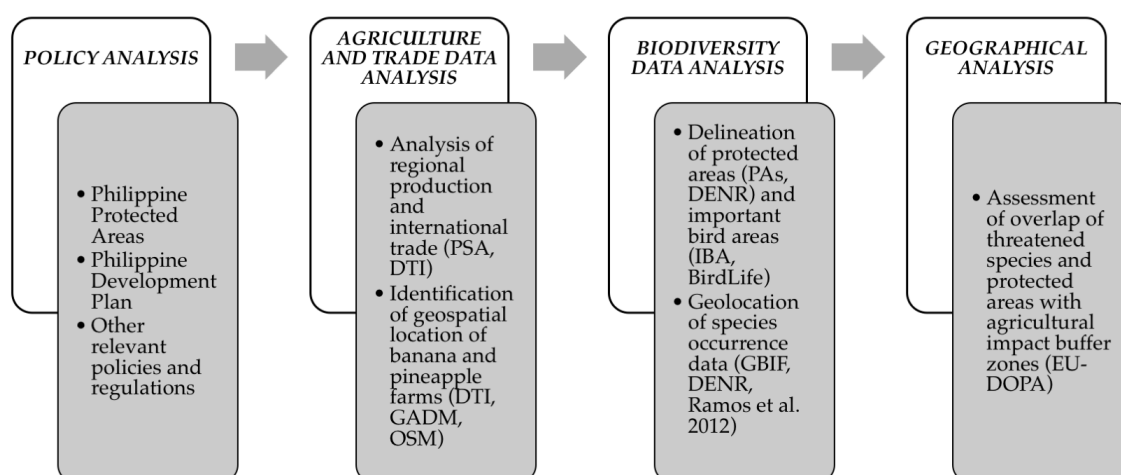 POLICY ANALYSIS
• Philippine
Protected
Areas
• Philippine
Development
Plan
• Other
relevant
policies and
regulations
AGRICULTURE
AND TRADE DATA
ANALYSIS
• Analysis of
regional
production
and
international
trade (PSA,
DTI)
• Identification
of geospatial
location of
banana and
pineapple
farms (DTI,
GADM,
OSM)
BIODIVERSITY
DATA ANALYSIS
• Delineation
of protected
areas (PAs,
DENR) and
important
bird areas
(IBA,
BirdLife)
• Geolocation
of species
occurrence
data (GBIF,
DENR,
Ramos et al.
2012)
GEOGRAPHICAL
ANALYSIS
• Assessment
of overlap of
threatened
species and
protected
areas with
agricultural
impact buffer
zones (EU-
DOPA)